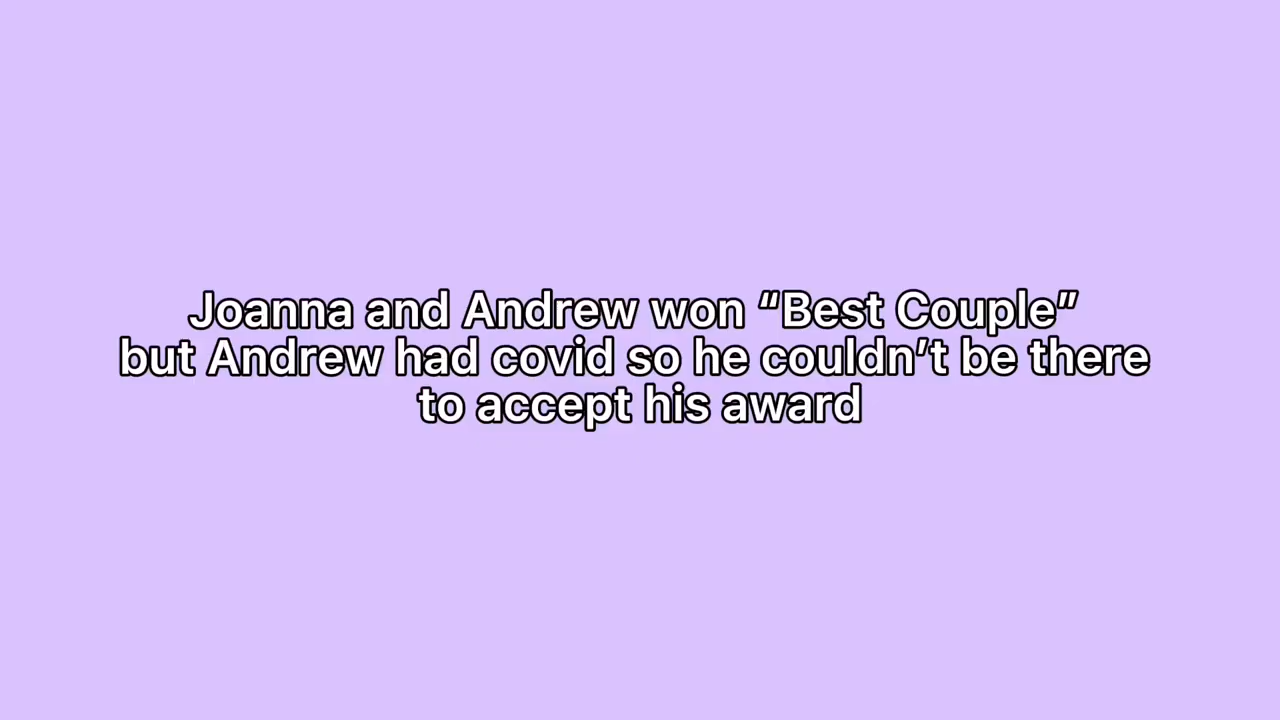 Joanna and Andrew won “Best Couple”
but Andrew had covid so he couldn’t be there
to accept his award